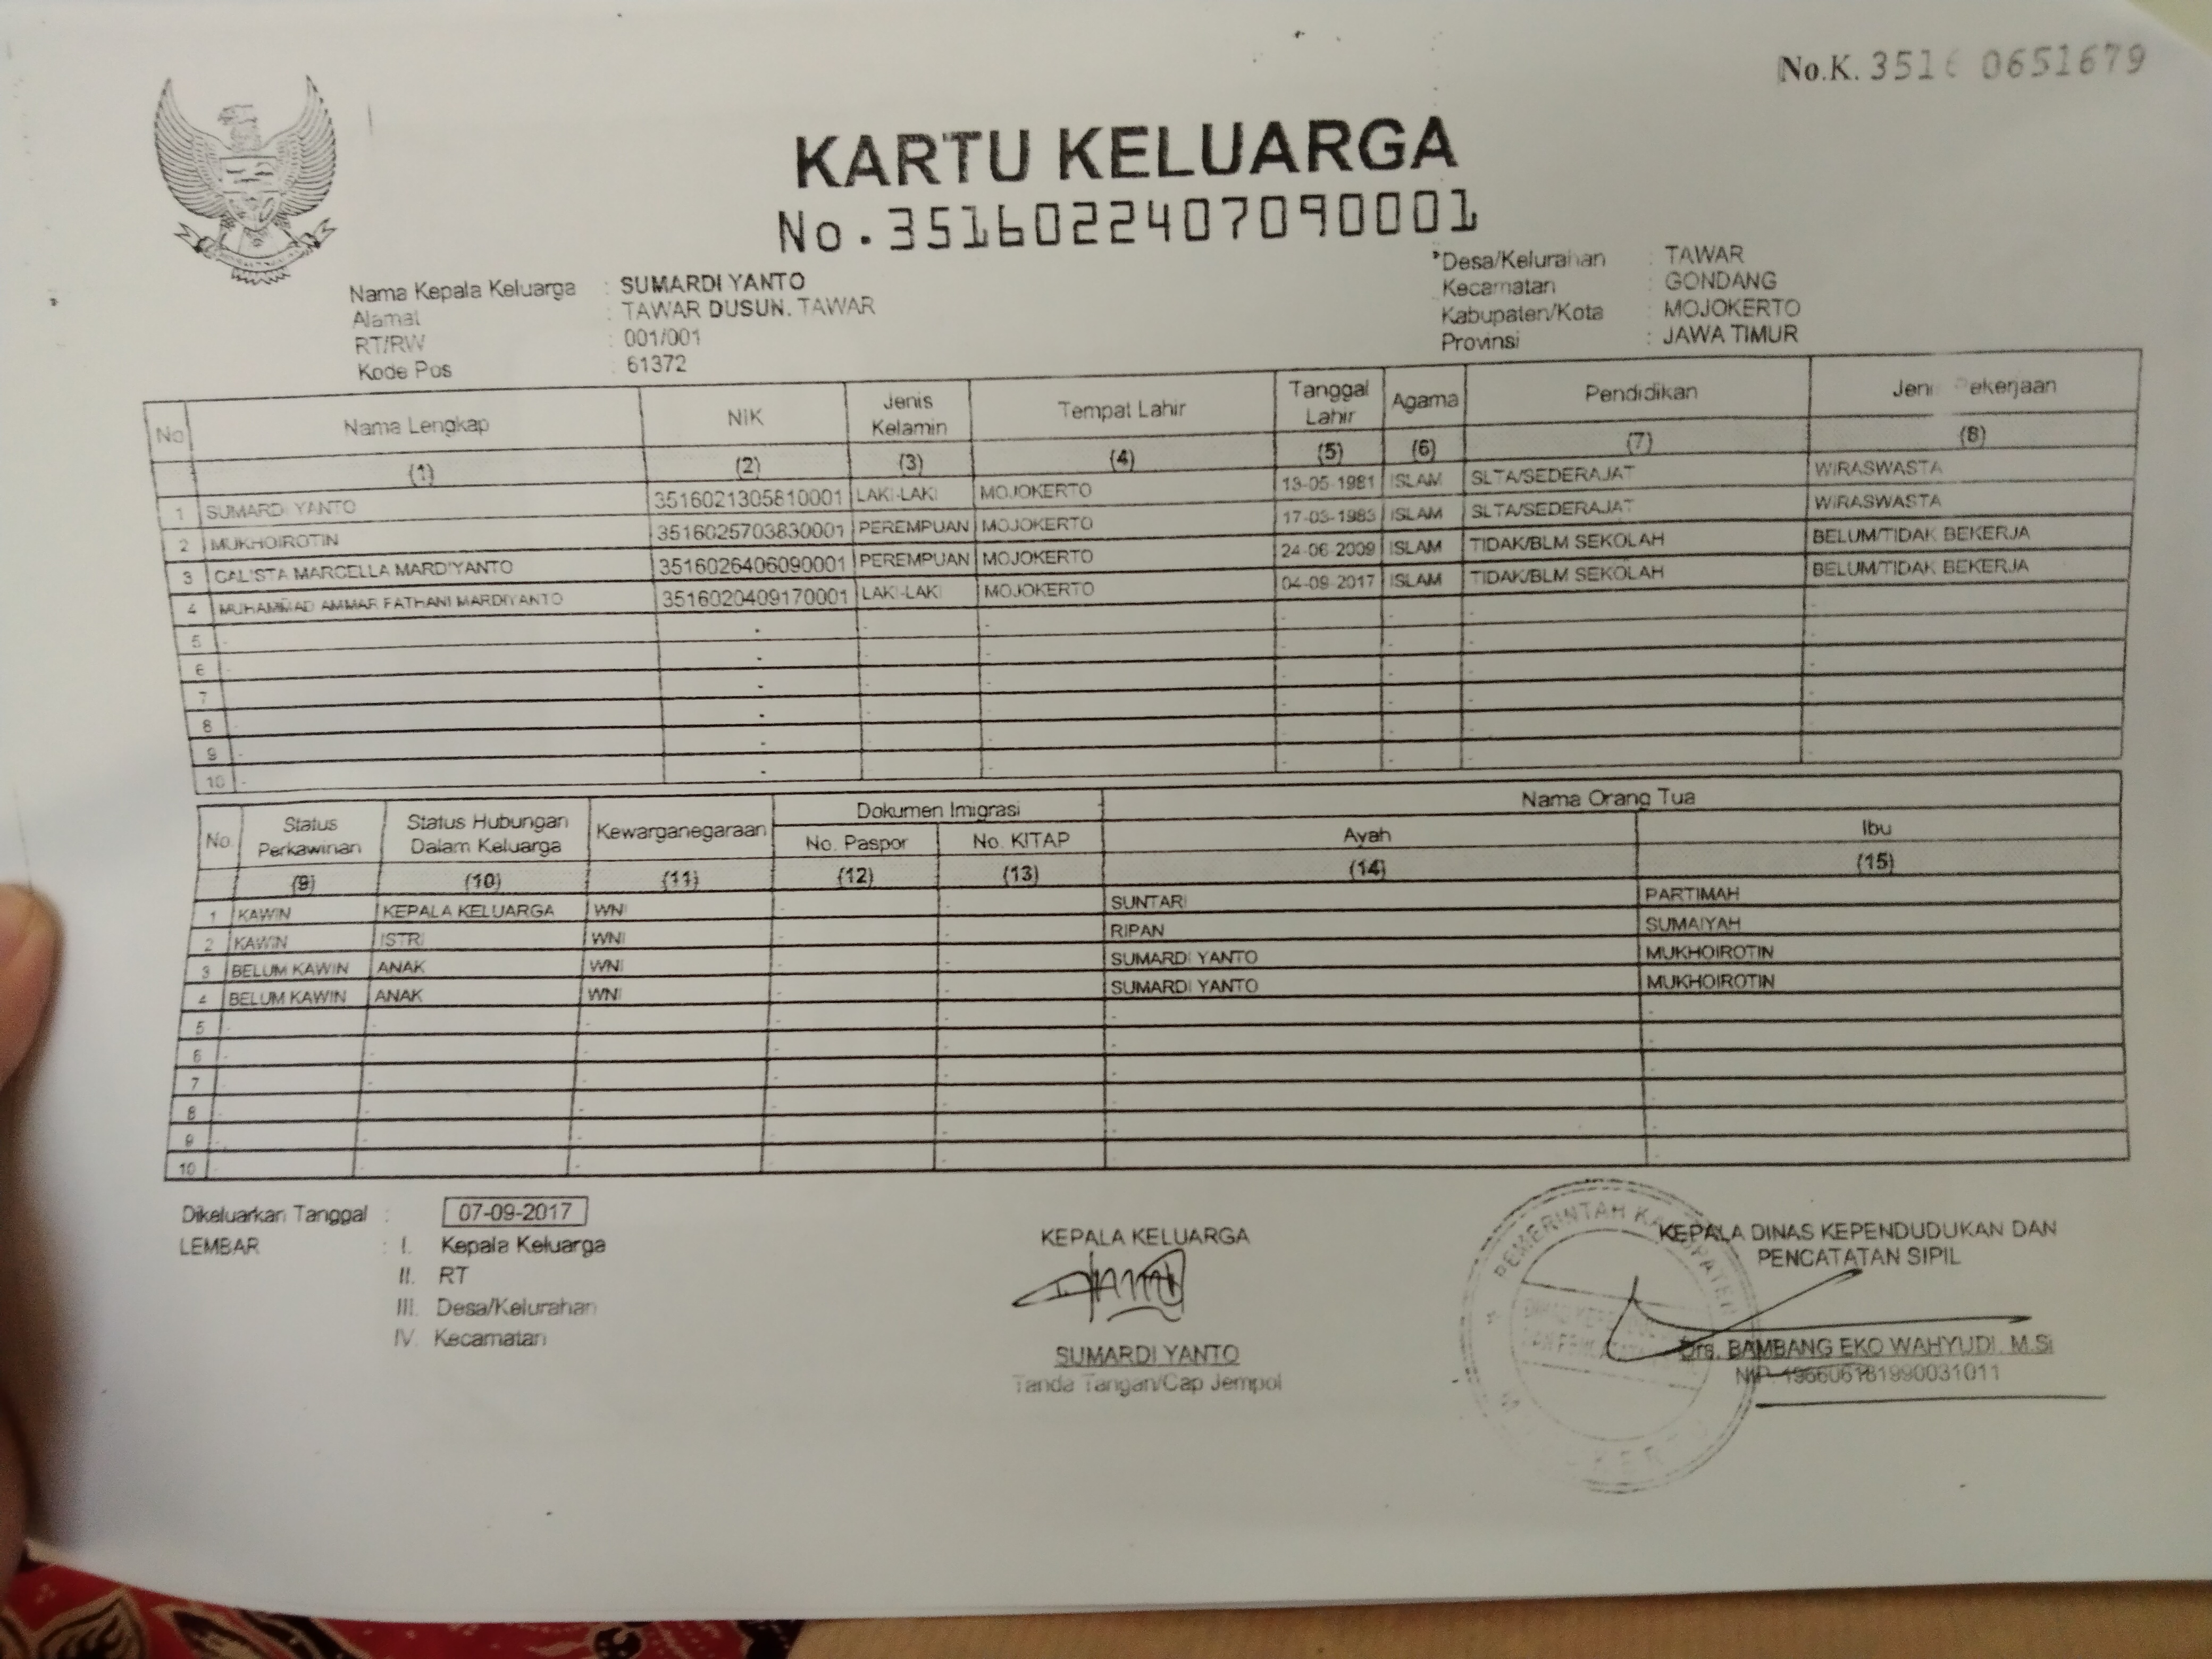 No.K. 3516 0651679
KARTU KELUARGA
No.3516022407090001
Nama Kepala Keluarga : SUMARDI YANTO
Alamat : TAWAR DUSUN. TAWAR
RT/RW : 001/001
Kode Pos : 61372
Desa/Kelurahan : TAWAR
Kecamatan : GONDANG
Kabupaten/Kota : MOJOKERTO
Provinsi : JAWA TIMUR
No Nama Lengkap NIK Jenis Kelamin Tempat Lahir Tanggal Lahir Agama Pendidikan Jenis Pekerjaan
(1) (2) (3) (4) (5) (6) (7) (8)
1 SUMARDI YANTO 3516021305810001 LAKI-LAKI MOJOKERTO 13-05-1981 ISLAM SLTA/SEDERAJAT WIRASWASTA
2 MUKHOIROTIN 3516025703830001 PEREMPUAN MOJOKERTO 17-03-1983 ISLAM SLTA/SEDERAJAT WIRASWASTA
3 CALISTA MARCELLA MARDIYANTO 3516026406090001 PEREMPUAN MOJOKERTO 24-06-2009 ISLAM TIDAK/BLM SEKOLAH BELUM/TIDAK BEKERJA
4 MUHAMMAD AMMAR FATHANI MARDIYANTO 3516020409170001 LAKI-LAKI MOJOKERTO 04-09-2017 ISLAM TIDAK/BLM SEKOLAH BELUM/TIDAK BEKERJA
5 - - - - - - - -
6 - - - - - - - -
7 - - - - - - - -
8 - - - - - - - -
9 - - - - - - - -
10 - - - - - - - -
No. Status Perkawinan Status Hubungan Dalam Keluarga Kewarganegaraan Dokumen Imigrasi Nama Orang Tua
No. Paspor No. KITAP Ayah Ibu
(9) (10) (11) (12) (13) (14) (15)
1 KAWIN KEPALA KELUARGA WNI - - SUNTARI PARTIMAH
2 KAWIN ISTRI WNI - - RIPAN SUMAIYAH
3 BELUM KAWIN ANAK WNI - - SUMARDI YANTO MUKHOIROTIN
4 BELUM KAWIN ANAK WNI - - SUMARDI YANTO MUKHOIROTIN
5 - - - - - - -
6 - - - - - - -
7 - - - - - - -
8 - - - - - - -
9 - - - - - - -
10 - - - - - - -
Dikeluarkan Tanggal : 07-09-2017
LEMBAR : I. Kepala Keluarga
II. RT
III. Desa/Kelurahan
IV. Kecamatan
KEPALA KELUARGA
SUMARDI YANTO
Tanda Tangan/Cap Jempol
PEMERINTAH KABUPATEN
KEPALA DINAS KEPENDUDUKAN DAN
PENCATATAN SIPIL
Drs. BAMBANG EKO WAHYUDI. M.Si
NIP. 196606181990031011